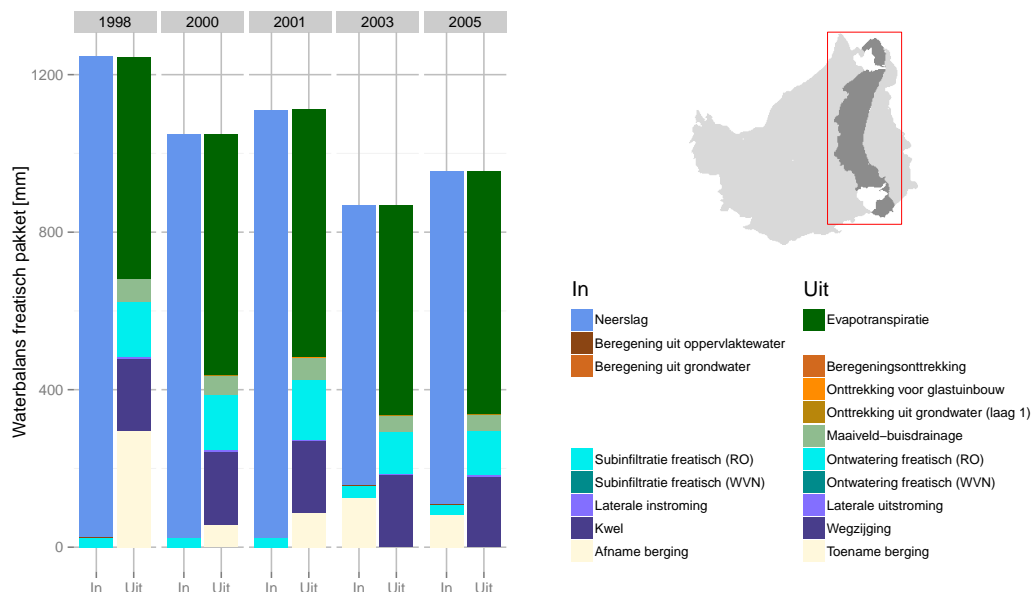 1998 2000 2001 2003 2005
Waterbalans freatisch pakket [mm]
1200
800
400
0
In Uit In Uit In Uit In Uit In Uit
In
Neerslag
Beregening uit oppervlaktewater
Beregening uit grondwater
Subinfiltratie freatisch (RO)
Subinfiltratie freatisch (WVN)
Laterale instroming
Kwel
Afname berging
Uit
Evapotranspiratie
Beregeningsonttrekking
Onttrekking voor glastuinbouw
Onttrekking uit grondwater (laag 1)
Maaiveld−buisdrainage
Ontwatering freatisch (RO)
Ontwatering freatisch (WVN)
Laterale uitstroming
Wegzijging
Toename berging